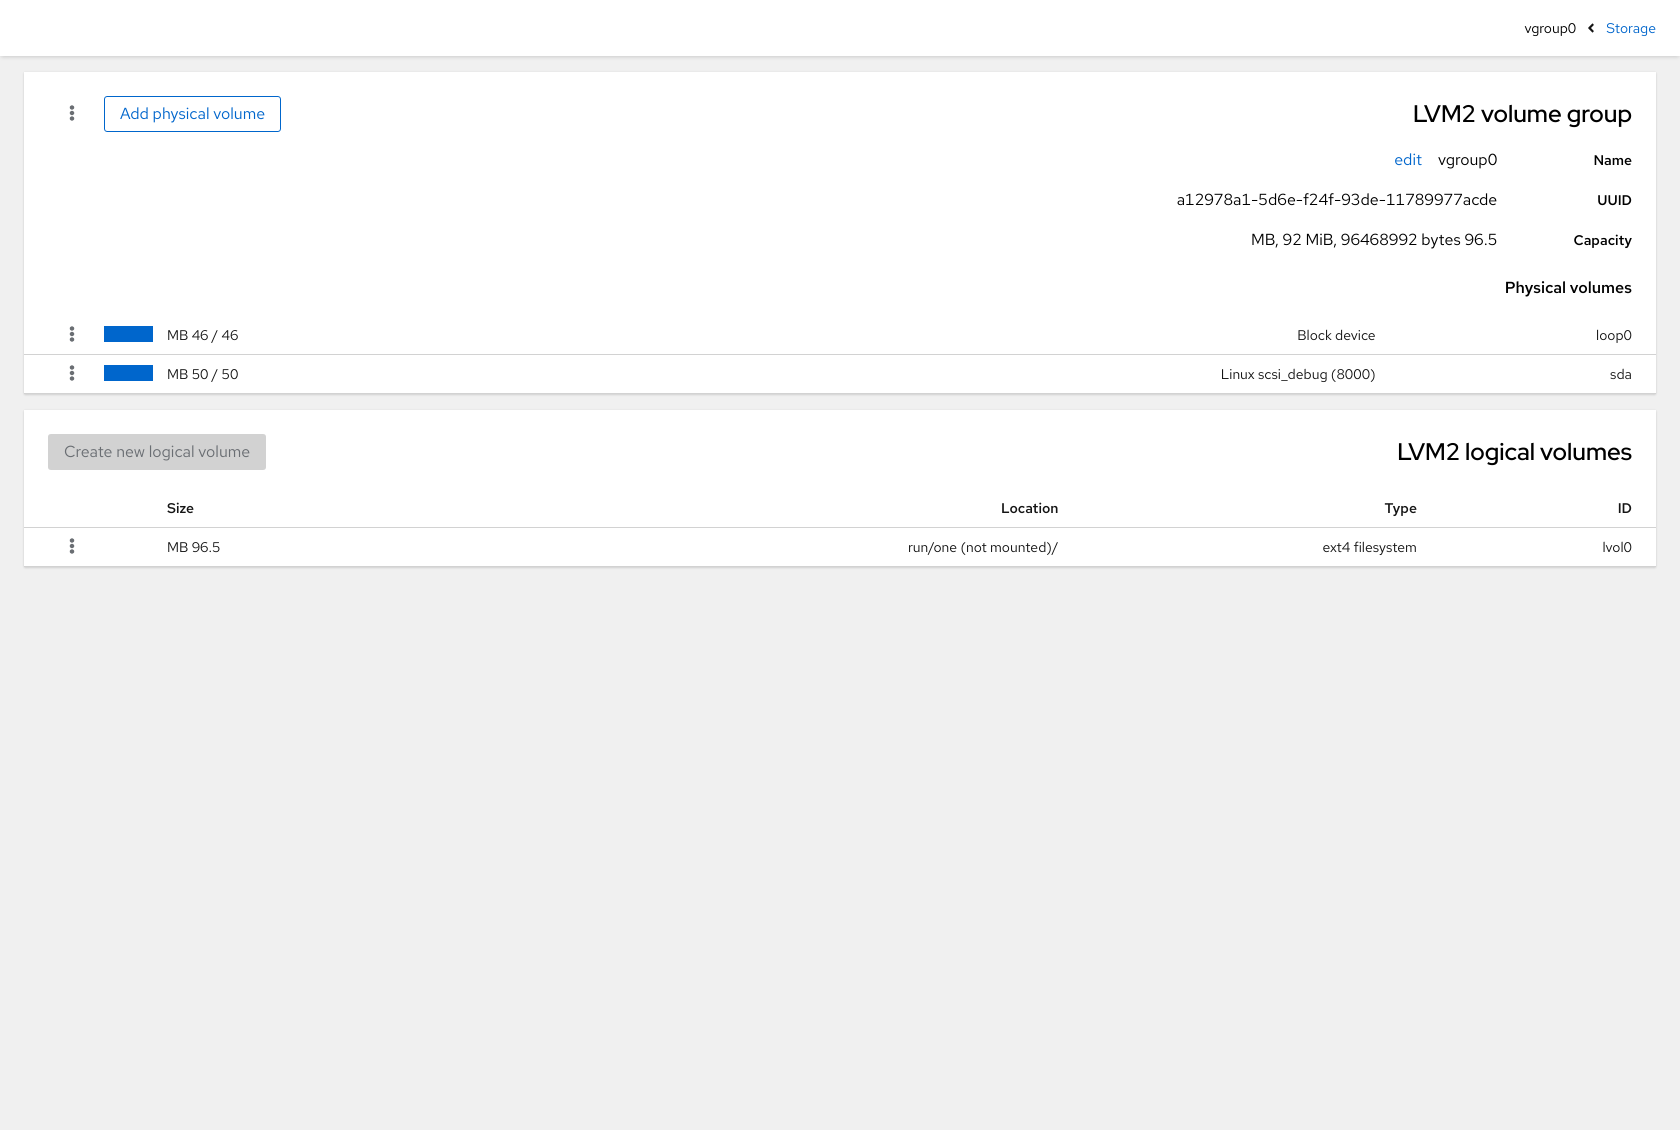 Storage vgroup0
LVM2 volume group Add physical volume
Name vgroup0 edit
UUID a12978a1-5d6e-f24f-93de-11789977acde
Capacity MB, 92 MiB, 96468992 bytes 96.5
Physical volumes
loop0 Block device MB 46 / 46
sda Linux scsi_debug (8000) MB 50 / 50
LVM2 logical volumes Create new logical volume
ID Type Location Size
lvol0 ext4 filesystem run/one (not mounted)/ MB 96.5